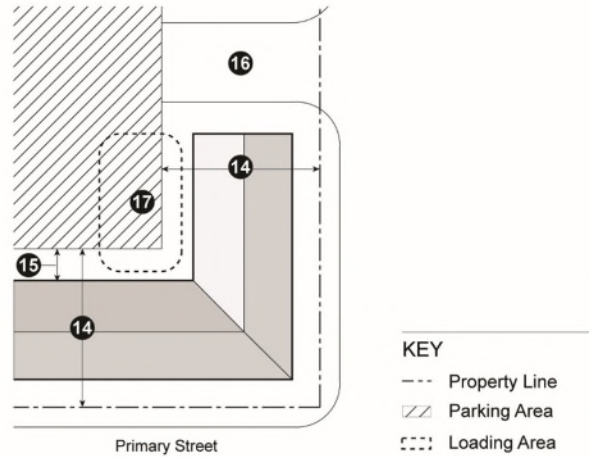 16
14
17
15
14
Primary Street
KEY
Property Line
Parking Area
Loading Area